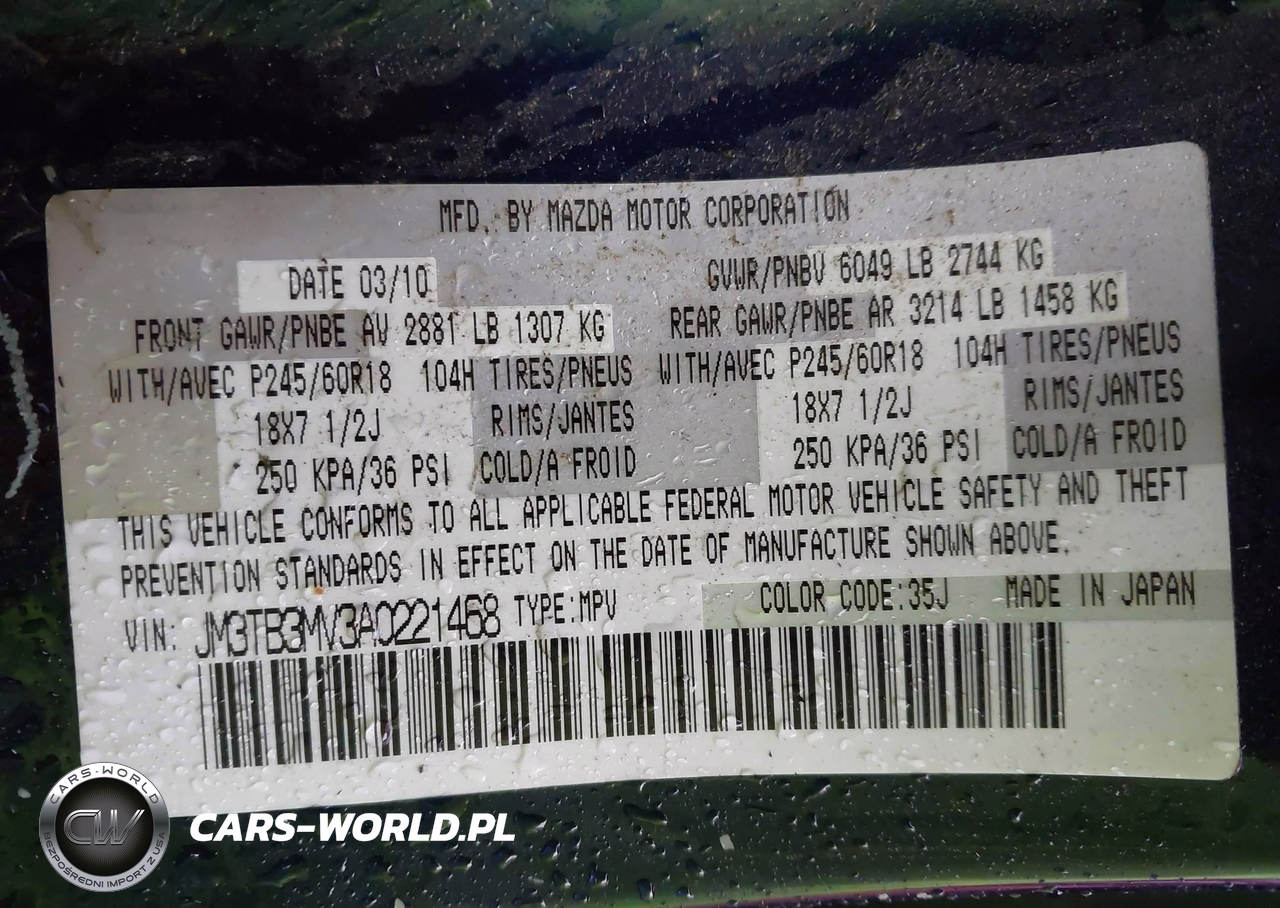 MFD. BY MAZDA MOTOR CORPORATION
DATE 03/10 GVWR/PNBV 6049 LB 2744 KG
FRONT GAWR/PNBE AV 2881 LB 1307 KG REAR GAWR/PNBE AR 3214 LB 1458 KG
WITH/AVEC P245/60R18 104H TIRES/PNEUS WITH/AVEC P245/60R18 104H TIRES/PNEUS
18X7 1/2J RIMS/JANTES 18X7 1/2J RIMS/JANTES
250 KPA/36 PSI COLD/A FROID 250 KPA/36 PSI COLD/A FROID
THIS VEHICLE CONFORMS TO ALL APPLICABLE FEDERAL MOTOR VEHICLE SAFETY AND THEFT
PREVENTION STANDARDS IN EFFECT ON THE DATE OF MANUFACTURE SHOWN ABOVE.
VIN: JM3TB3MV3A0221468 TYPE:MPV COLOR CODE:35J MADE IN JAPAN
CARS-WORLD
CW
BEZPOŚREDNI IMPORT Z USA
CARS-WORLD.PL